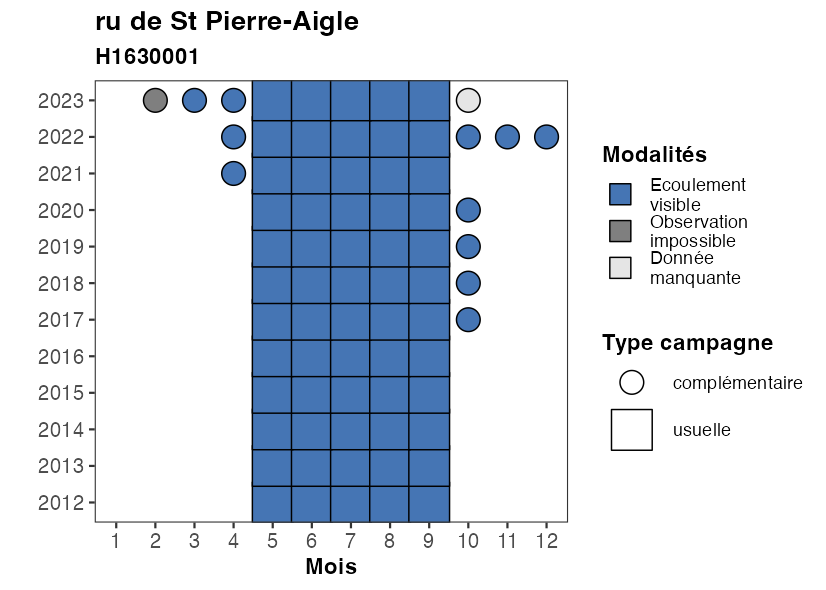 ru de St Pierre-Aigle
H1630001
2023
2022
2021
2020
2019
2018
2017
2016
2015
2014
2013
2012
1 2 3 4 5 6 7 8 9 10 11 12
Mois
Modalités
Ecoulement
visible
Observation
impossible
Donnée
manquante
Type campagne
complémentaire
usuelle